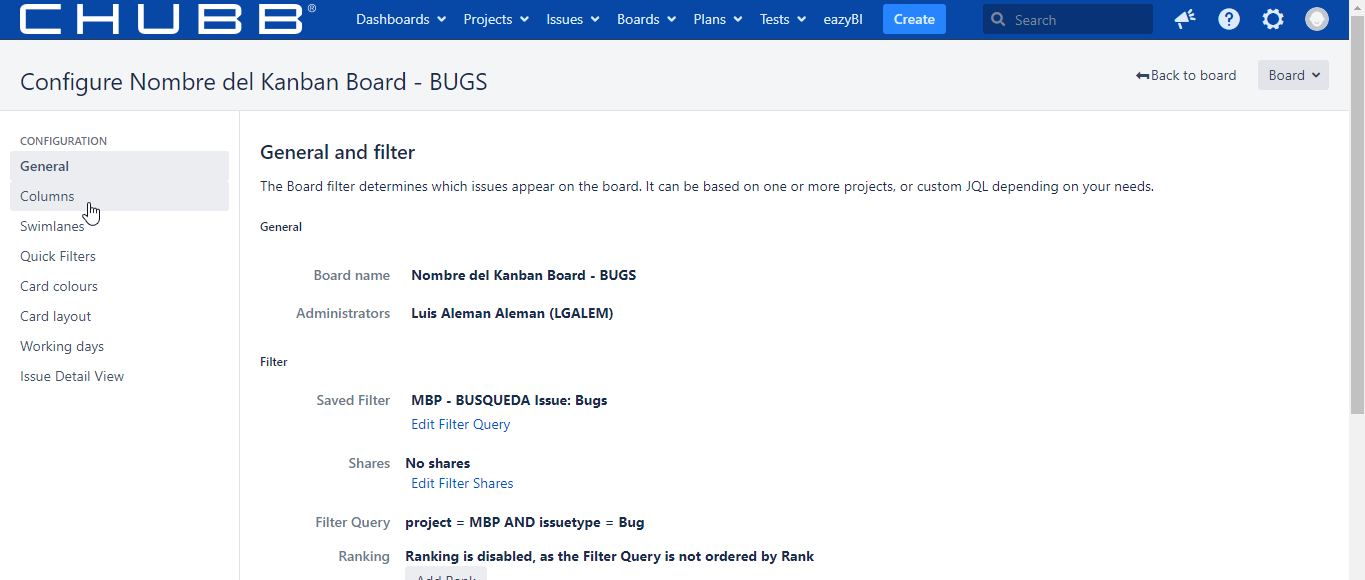 CHUBB®
Dashboards Projects Issues Boards Plans Tests eazyBI Create Search
Configure Nombre del Kanban Board - BUGS
Back to board Board
CONFIGURATION
General
Columns
Swimlanes
Quick Filters
Card colours
Card layout
Working days
Issue Detail View
General and filter
The Board filter determines which issues appear on the board. It can be based on one or more projects, or custom JQL depending on your needs.
General
Board name Nombre del Kanban Board - BUGS
Administrators Luis Aleman Aleman (LGALEM)
Filter
Saved Filter MBP - BUSQUEDA Issue: Bugs
Edit Filter Query
Shares No shares
Edit Filter Shares
Filter Query project = MBP AND issuetype = Bug
Ranking Ranking is disabled, as the Filter Query is not ordered by Rank
Add Rank